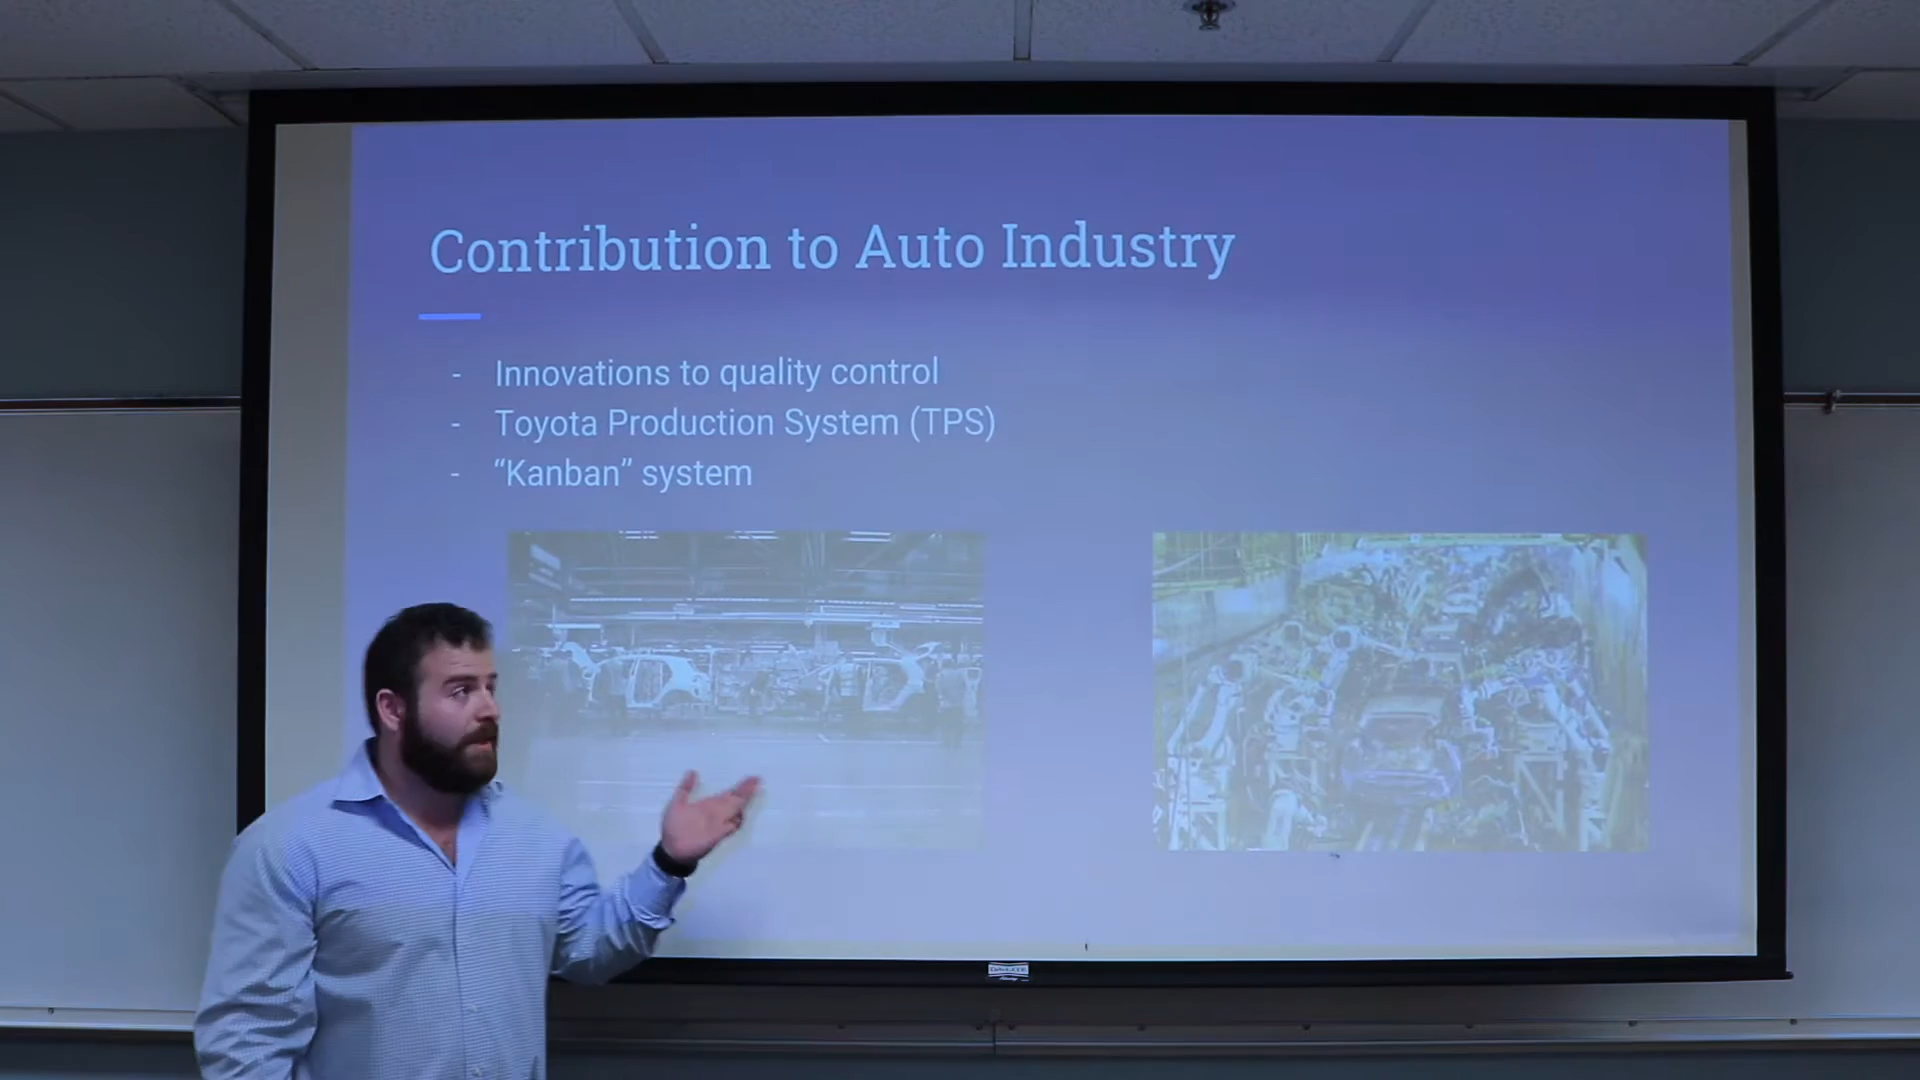 Contribution to Auto Industry
- Innovations to quality control
- Toyota Production System (TPS)
- “Kanban” system